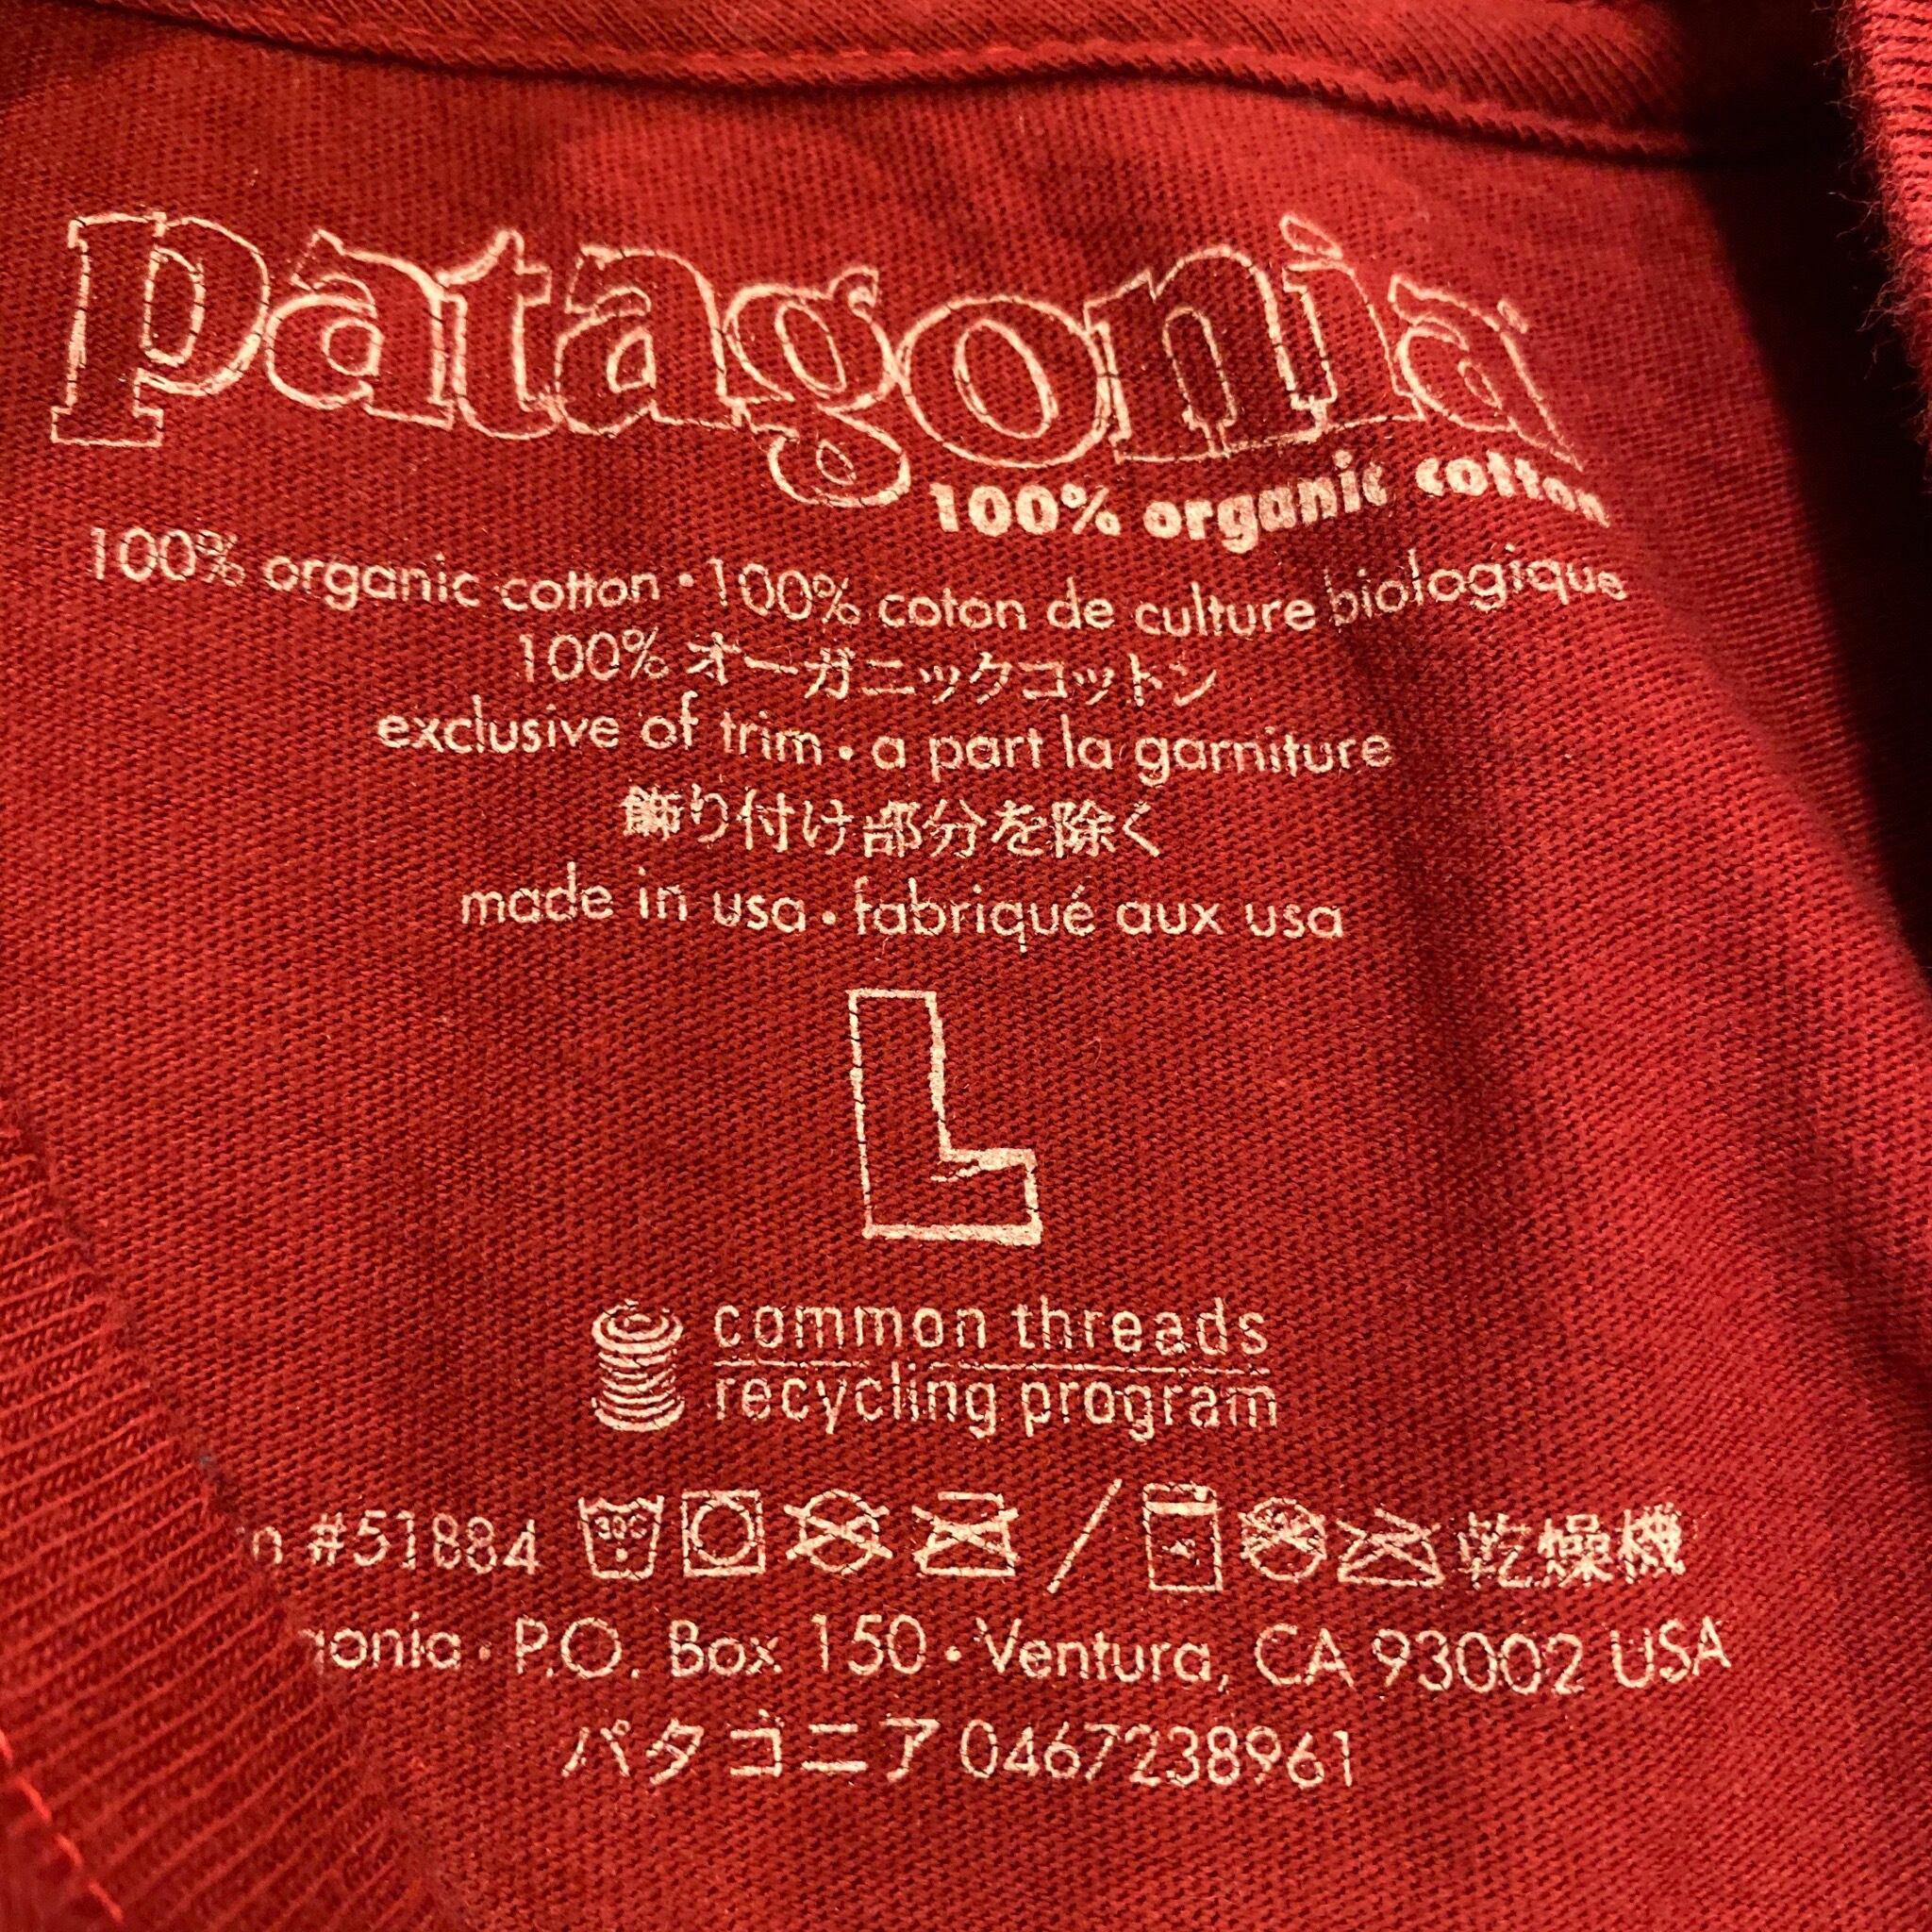 patagonia
100% organic cotton
100% organic cotton • 100% coton de culture biologique
100% オーガニックコットン
exclusive of trim • a part la garniture
飾り付け部分を除く
made in usa • fabriqué aux usa
L
common threads
recycling program
#51884 30C / 乾燥機
P.O. Box 150 • Ventura, CA 93002 USA
パタゴニア 0467238961